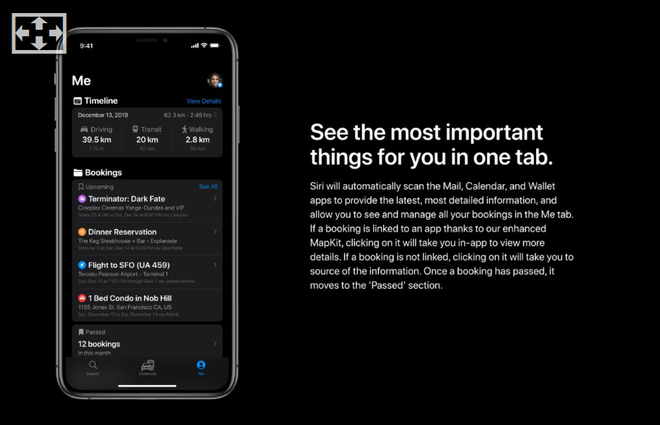 9:41
Me
Timeline
View Details
December 13, 2019
62.3 km - 2:48 hrs
Driving
Transit
Walking
39.5 km
20 km
2.8 km
Bookings
Upcoming
See All
Terminator: Dark Fate
Cineplex Cinemas Yonge-Dundas and VIP
Dinner Reservation
The Keg Steakhouse + Bar - Esplanade
Flight to SFO (UA 459)
Toronto Pearson Airport - Terminal 1
1 Bed Condo in Nob Hill
1155 Jones St, San Francisco CA, US
Passed
12 bookings
In this month
Search
Commute
Me
See the most important
things for you in one tab.
Siri will automatically scan the Mail, Calendar, and Wallet
apps to provide the latest, most detailed information, and
allow you to see and manage all your bookings in the Me tab.
If a booking is linked to an app thanks to our enhanced
MapKit, clicking on it will take you in-app to view more
details. If a booking is not linked, clicking on it will take you to
source of the information. Once a booking has passed, it
moves to the ‘Passed’ section.